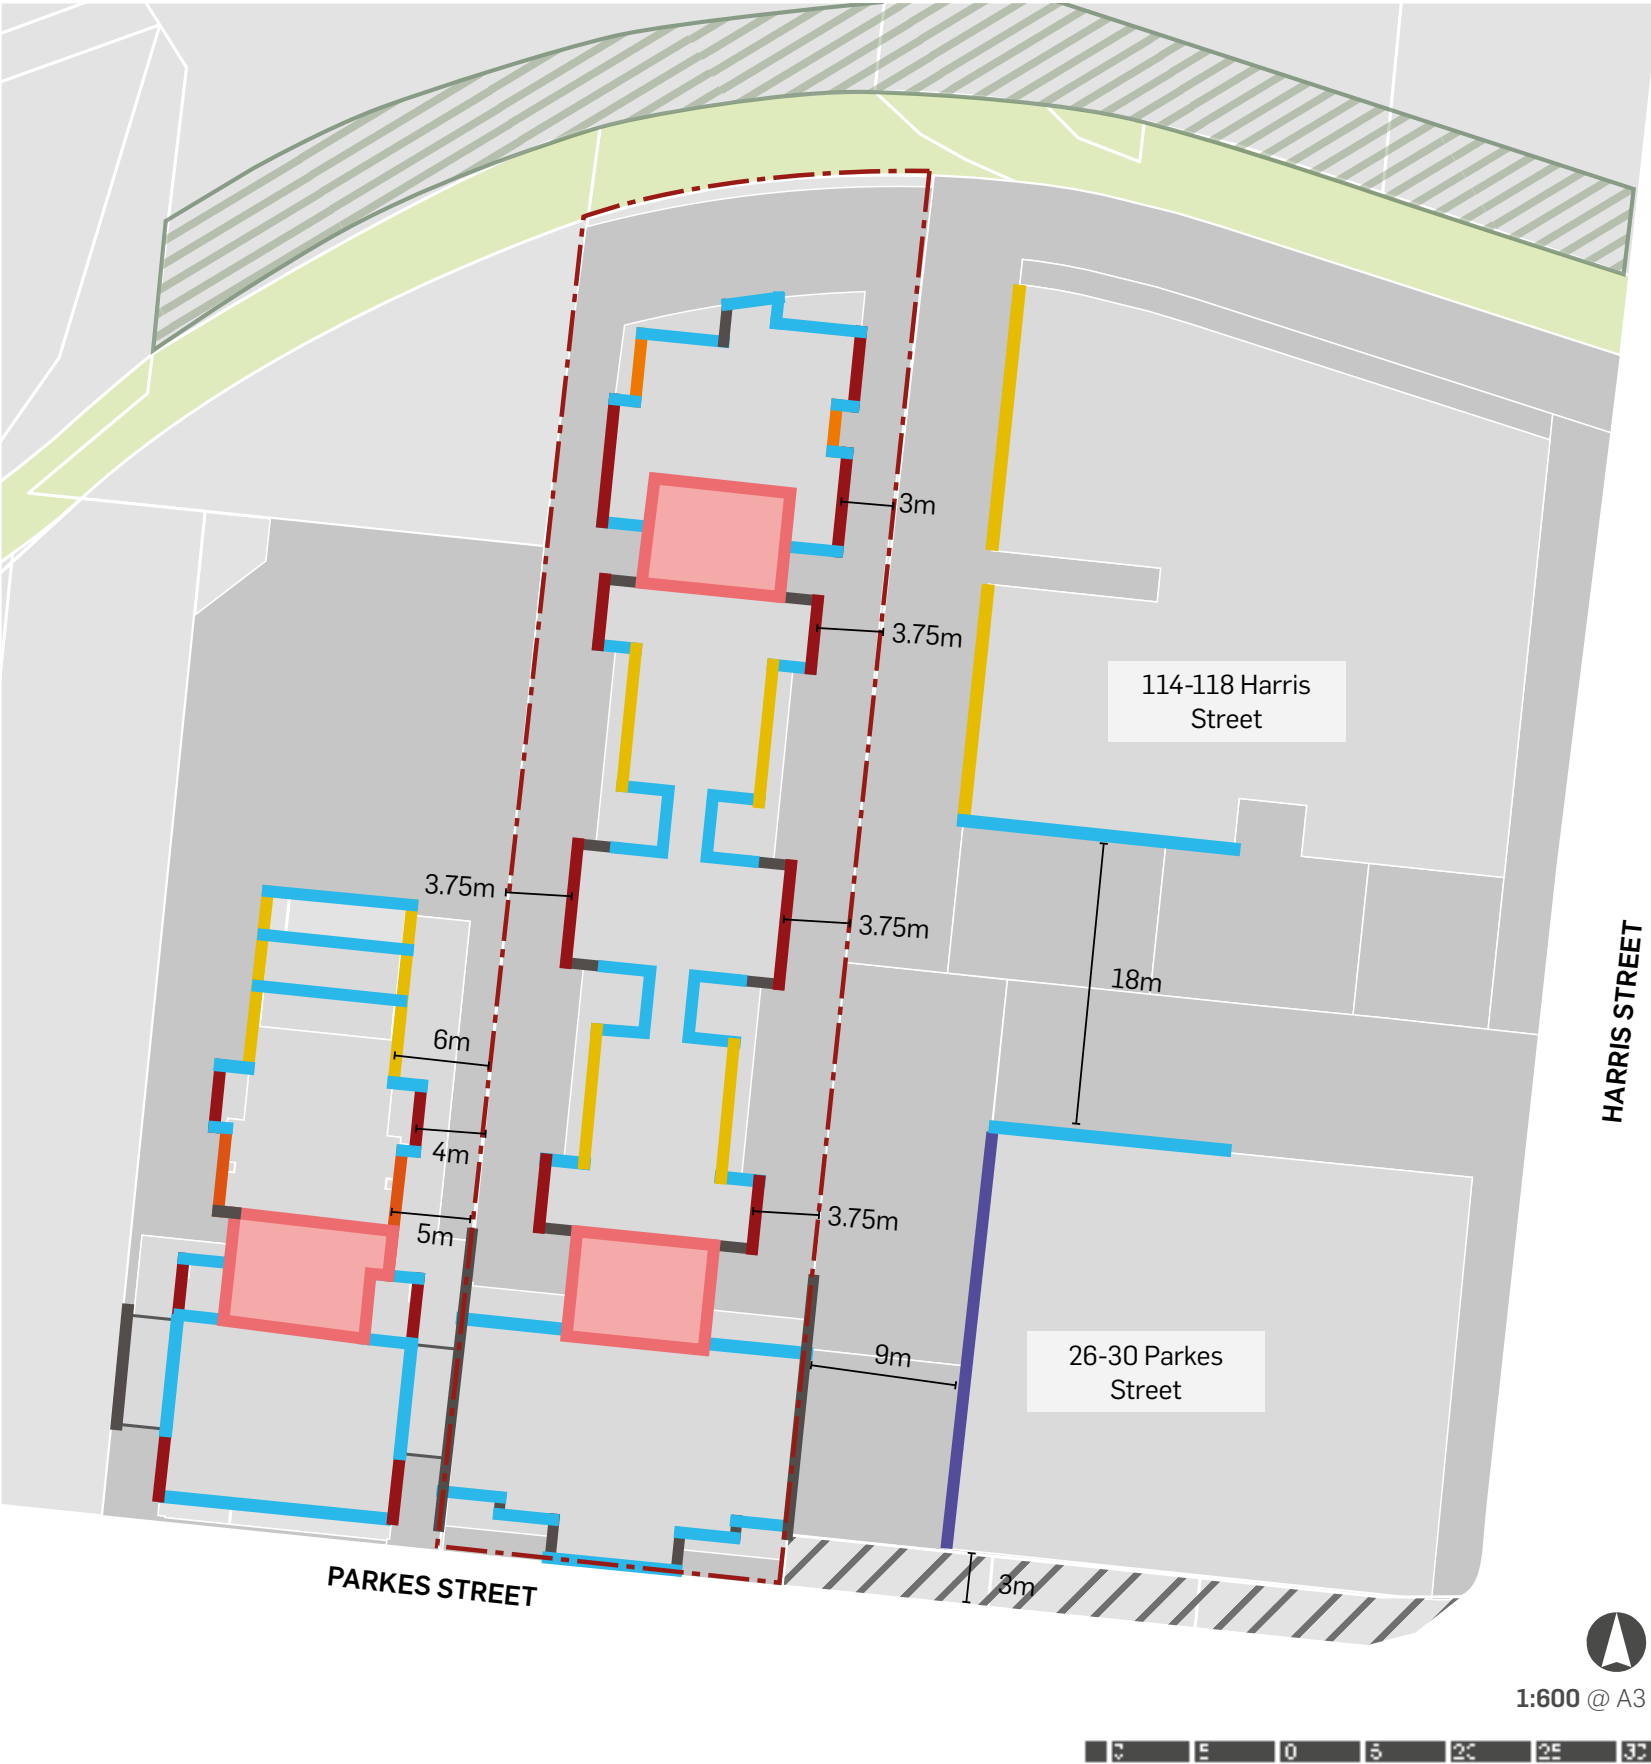 3m
3.75m
114-118 Harris
Street
3.75m
3.75m
18m
6m
4m
5m
3.75m
9m
26-30 Parkes
Street
HARRIS STREET
PARKES STREET
3m
1:600 @ A3